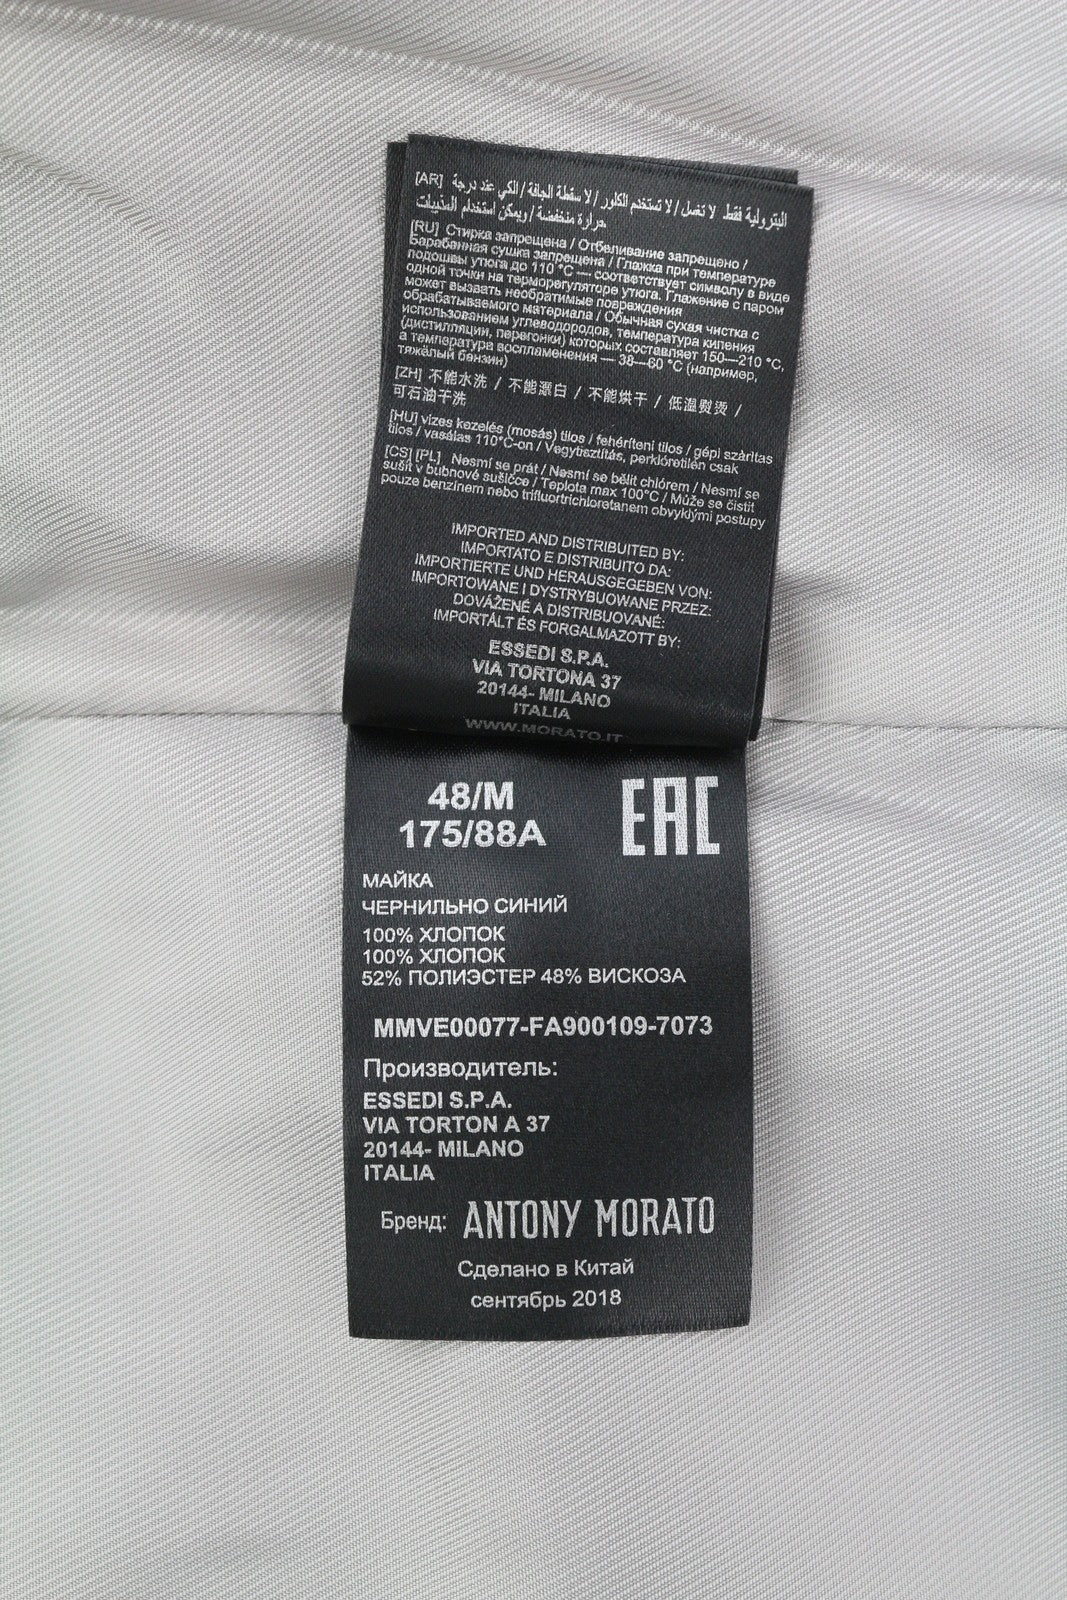 [AR] البترولية فقط لا تغسل / لا تستخدم الكلور / لا سقطة الجافة / الكي عند درجة
حرارة منخفضة / ويمكن استخدام المذيبات
[RU] Стирка запрещена / Отбеливание запрещено /
Барабанная сушка запрещена / Глажка при температуре
подошвы утюга до 110 °C — соответствует символу в виде
одной точки на терморегуляторе утюга. Глажение с паром
может вызвать необратимые повреждения
обрабатываемого материала / Обычная сухая чистка с
использованием углеводородов, температура кипения
(дистилляции, перегонки) которых составляет 150—210 °C,
а температура воспламенения — 38—60 °C (например,
тяжёлый бензин)
[ZH] 不能水洗 / 不能漂白 / 不能烘干 / 低温熨烫 /
可石油干洗
[HU] vizes kezelés (mosás) tilos / fehéríteni tilos / gépi szárítas
tilos / vasálas 110°C-on / Vegytisztítás, perklóretilén csak
[CS] [PL] Nesmí se prát / Nesmí se bělit chlórem / Nesmí se
sušit v bubnové sušičce / Teplota max 100°C / Může se čistit
pouze benzinem nebo trifluortrichloretanem obvyklými postupy
IMPORTED AND DISTRIBUITED BY:
IMPORTATO E DISTRIBUITO DA:
IMPORTIERTE UND HERAUSGEGEBEN VON:
IMPORTOWANE I DYSTRYBUOWANE PRZEZ:
DOVÁŽENÉ A DISTRIBUOVANÉ:
IMPORTÁLT ÉS FORGALMAZOTT BY:
ESSEDI S.P.A.
VIA TORTONA 37
20144- MILANO
ITALIA
WWW.MORATO.IT
48/M
175/88A
EAC
МАЙКА
ЧЕРНИЛЬНО СИНИЙ
100% ХЛОПОК
100% ХЛОПОК
52% ПОЛИЭСТЕР 48% ВИСКОЗА
MMVE00077-FA900109-7073
Производитель:
ESSEDI S.P.A.
VIA TORTON A 37
20144- MILANO
ITALIA
Бренд: ANTONY MORATO
Сделано в Китай
сентябрь 2018